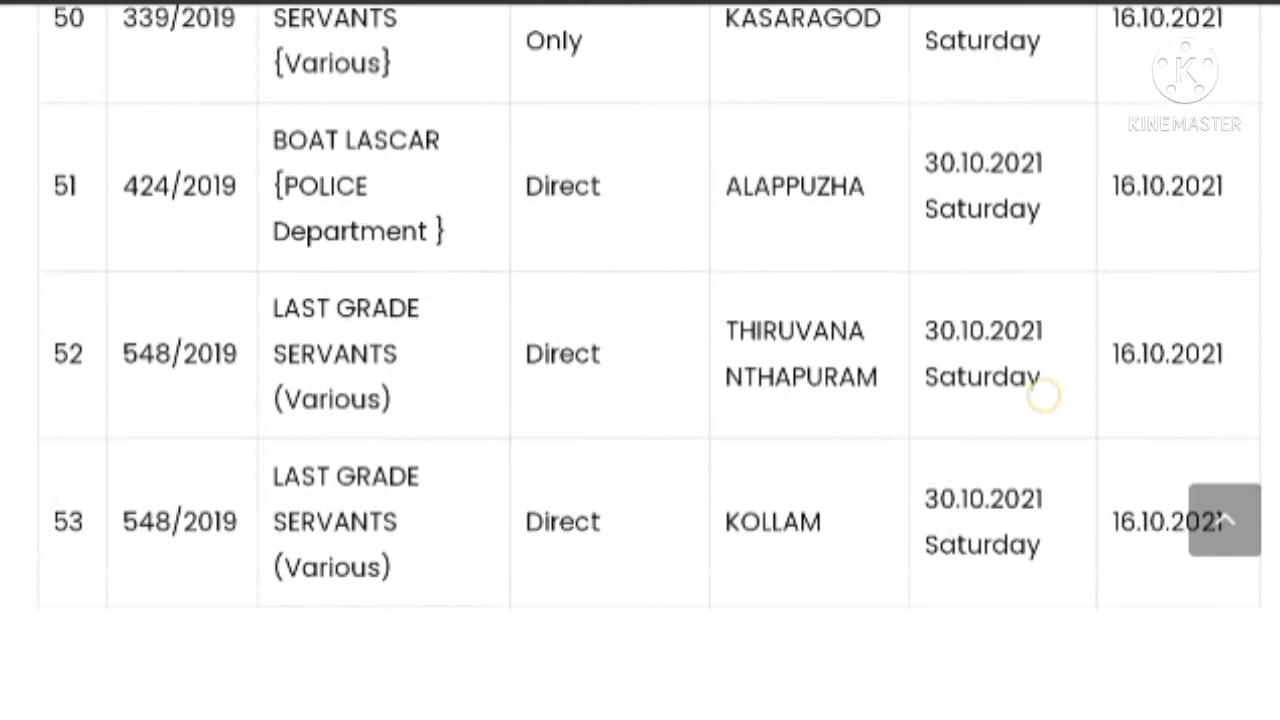 50 339/2019 SERVANTS {Various} Only KASARAGOD Saturday 16.10.2021
KINEMASTER
51 424/2019 BOAT LASCAR {POLICE Department } Direct ALAPPUZHA 30.10.2021 Saturday 16.10.2021
52 548/2019 LAST GRADE SERVANTS (Various) Direct THIRUVANA NTHAPURAM 30.10.2021 Saturday 16.10.2021
53 548/2019 LAST GRADE SERVANTS (Various) Direct KOLLAM 30.10.2021 Saturday 16.10.2021